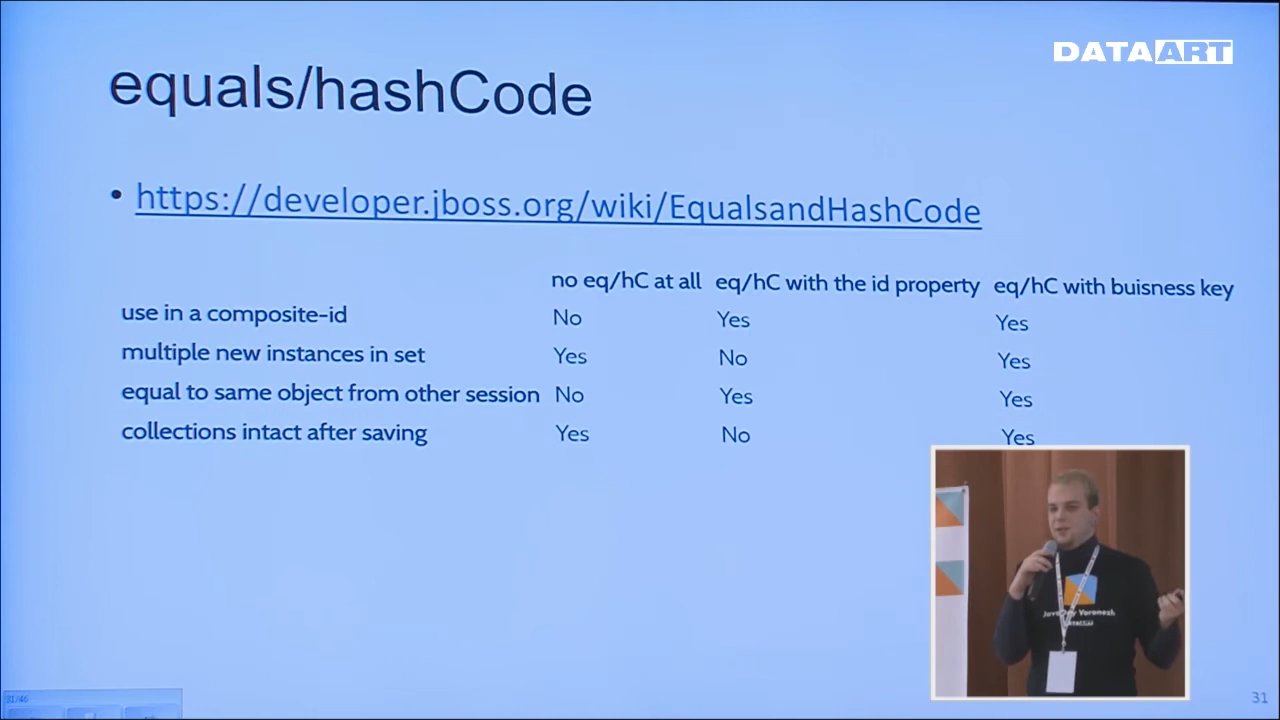 DATAART
equals/hashCode
• https://developer.jboss.org/wiki/EqualsandHashCode
no eq/hC at all eq/hC with the id property eq/hC with buisness key
use in a composite-id No Yes Yes
multiple new instances in set Yes No Yes
equal to same object from other session No Yes Yes
collections intact after saving Yes No Yes
Voronezh
31/46
31